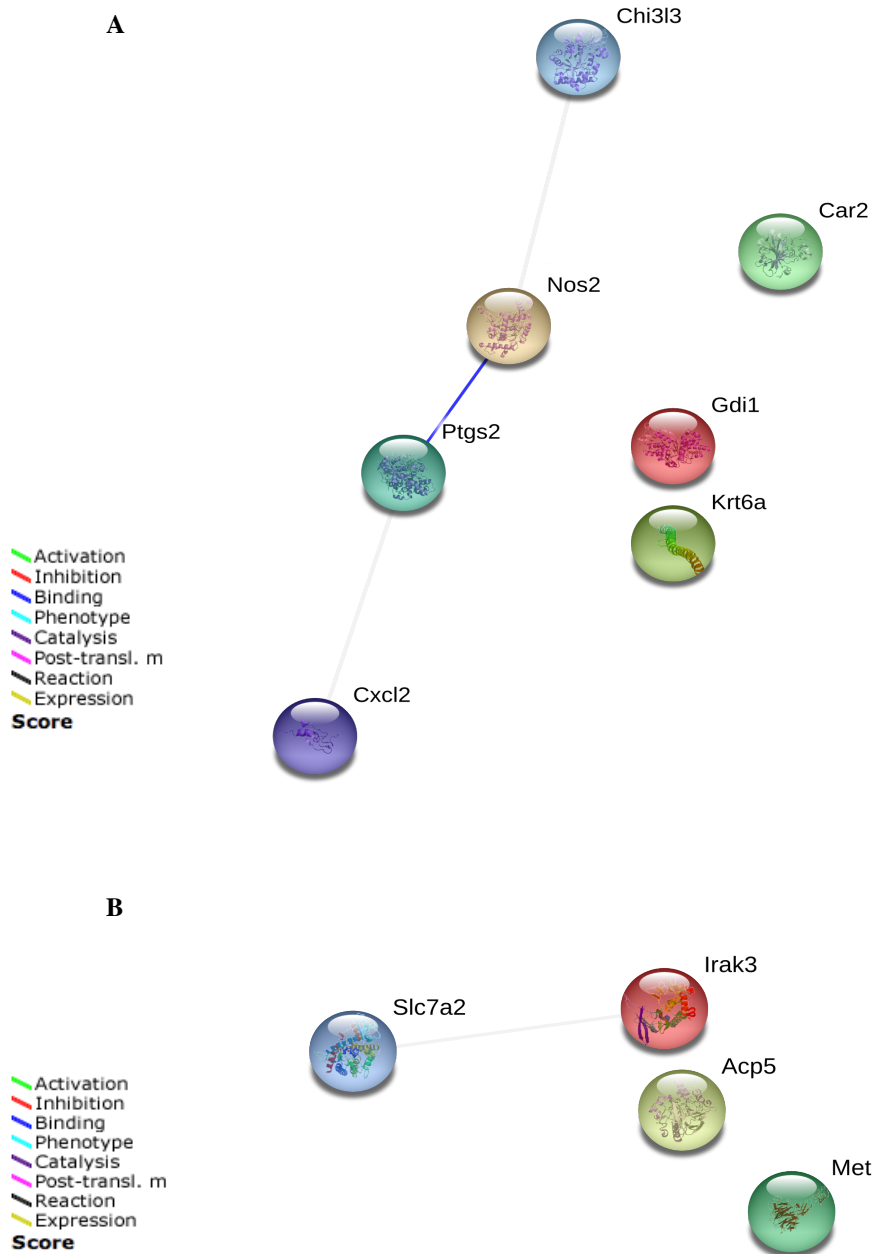 A
Chi3l3
Car2
Nos2
Gdi1
Ptgs2
Krt6a
Activation
Inhibition
Binding
Phenotype
Catalysis
Post-transl. m
Reaction
Expression
Score
Cxcl2
B
Irak3
Slc7a2
Acp5
Met
Activation
Inhibition
Binding
Phenotype
Catalysis
Post-transl. m
Reaction
Expression
Score